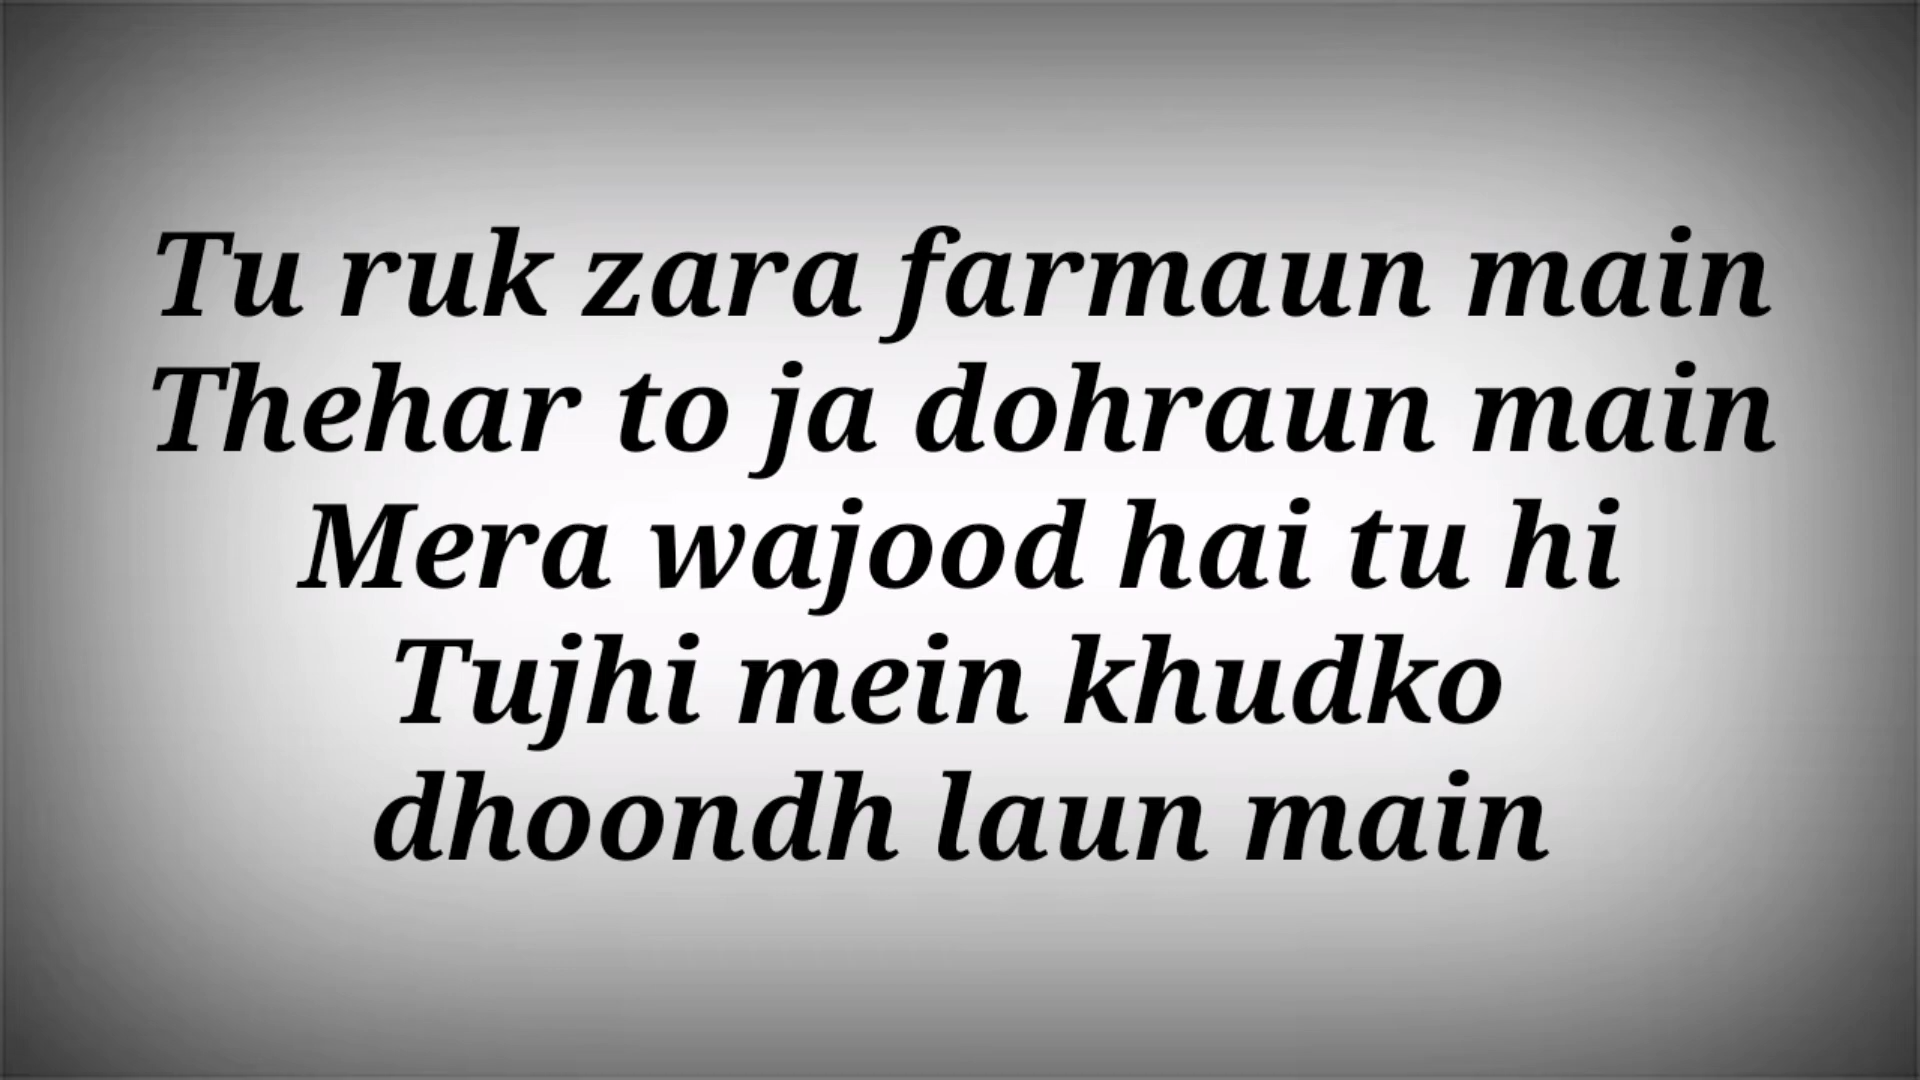 Tu ruk zara farmaun main
Thehar to ja dohraun main
Mera wajood hai tu hi
Tujhi mein khudko
dhoondh laun main